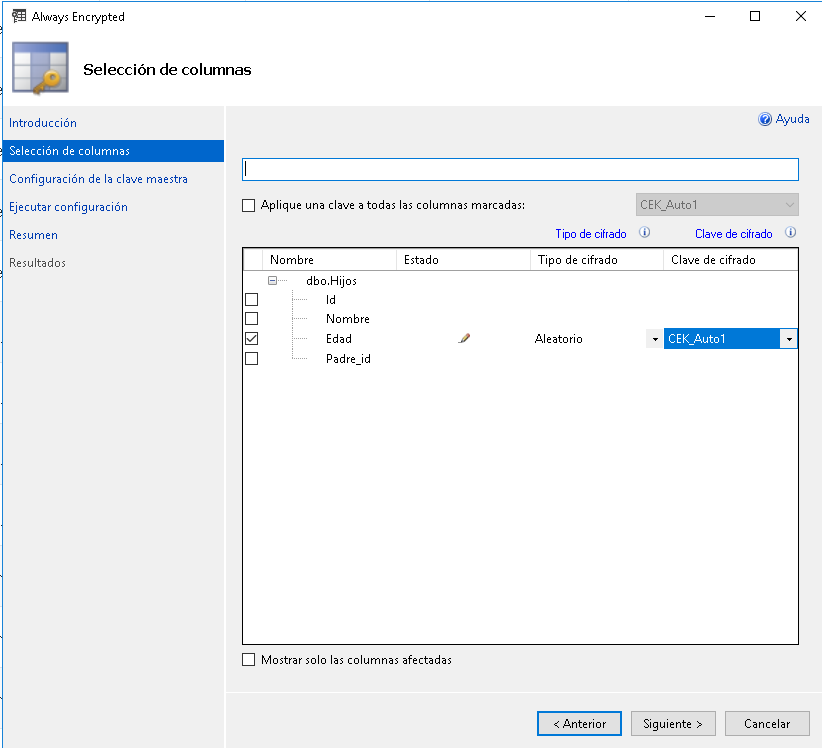 Always Encrypted
Selección de columnas
Introducción
Selección de columnas
Configuración de la clave maestra
Ejecutar configuración
Resumen
Resultados
Ayuda
Aplique una clave a todas las columnas marcadas: CEK_Auto1
Tipo de cifrado Clave de cifrado
Nombre Estado Tipo de cifrado Clave de cifrado
dbo.Hijos
Id
Nombre
Edad Aleatorio CEK_Auto1
Padre_id
Mostrar solo las columnas afectadas
< Anterior Siguiente > Cancelar